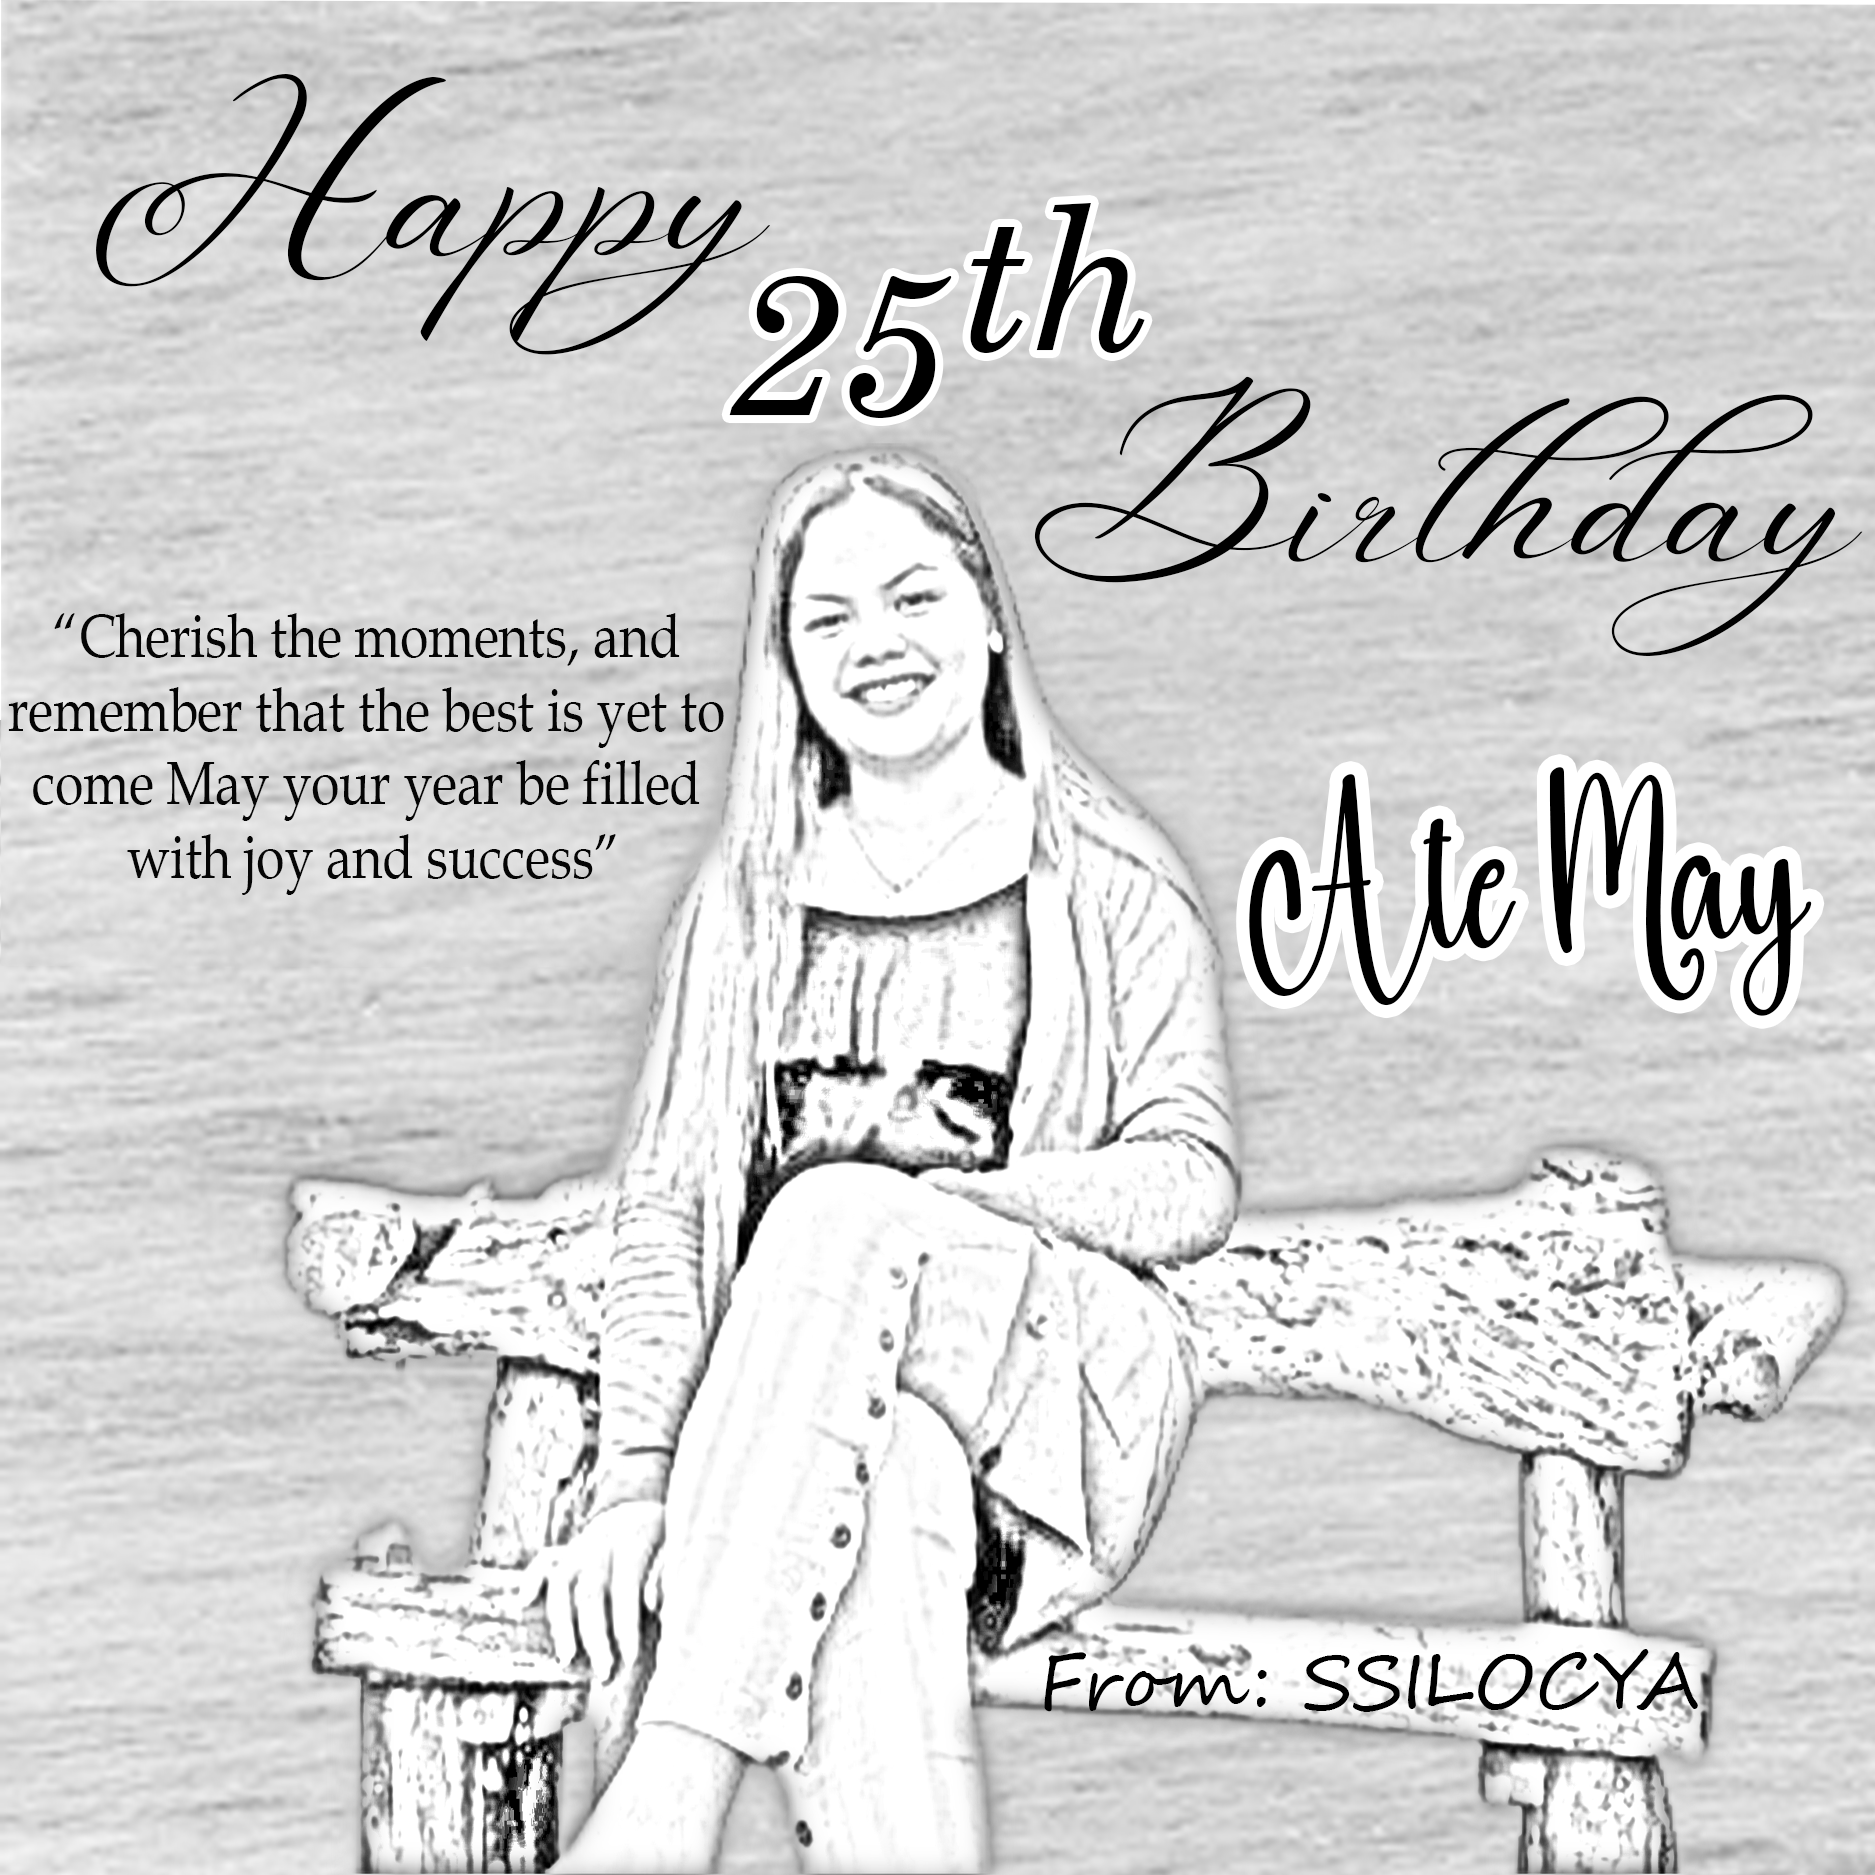 Happy
25th
Birthday
“Cherish the moments, and
remember that the best is yet to
come May your year be filled
with joy and success”
Ate May
From: SSILOCYA